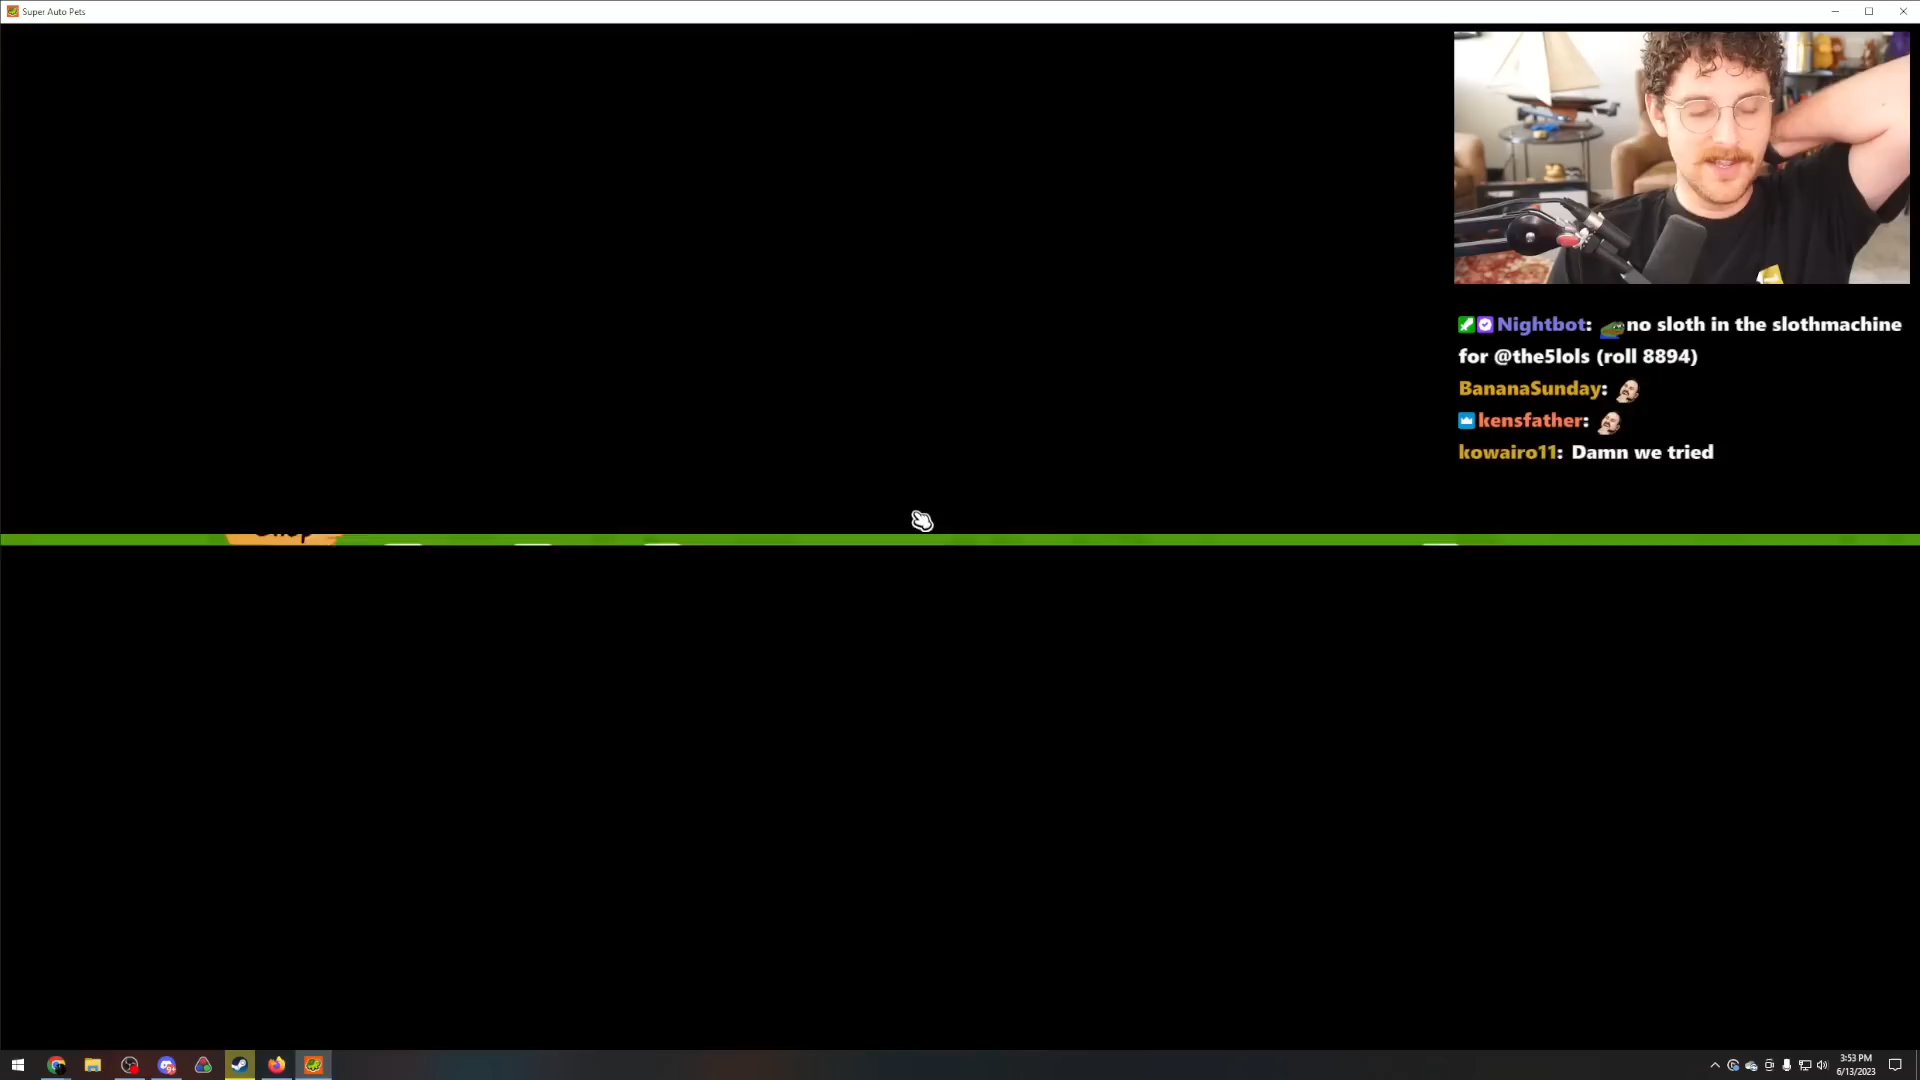 Super Auto Pets
Nightbot: no sloth in the slothmachine
for @the5lols (roll 8894)
BananaSunday:
kensfather:
kowairo11: Damn we tried
Shop
3:53 PM
6/13/2023